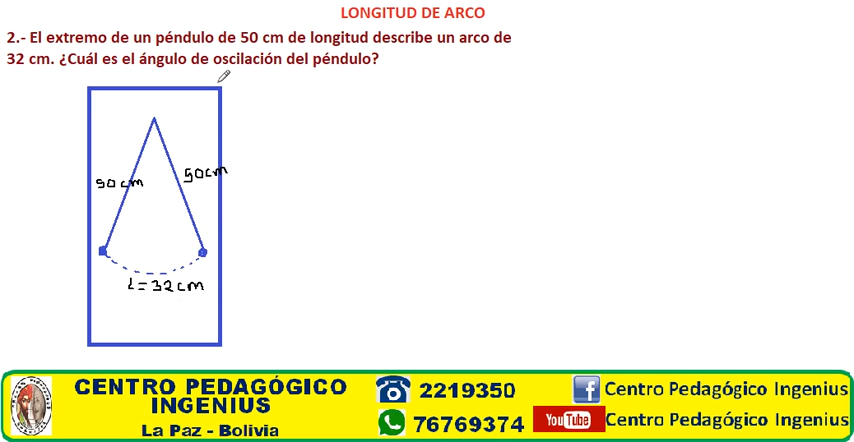 LONGITUD DE ARCO
2.- El extremo de un péndulo de 50 cm de longitud describe un arco de
32 cm. ¿Cuál es el ángulo de oscilación del péndulo?
50cm
50cm
L=32cm
CENTRO PEDAGÓGICO
INGENIUS
La Paz - Bolivia
2219350
76769374
f Centro Pedagógico Ingenius
YouTube Centro Pedagógico Ingenius